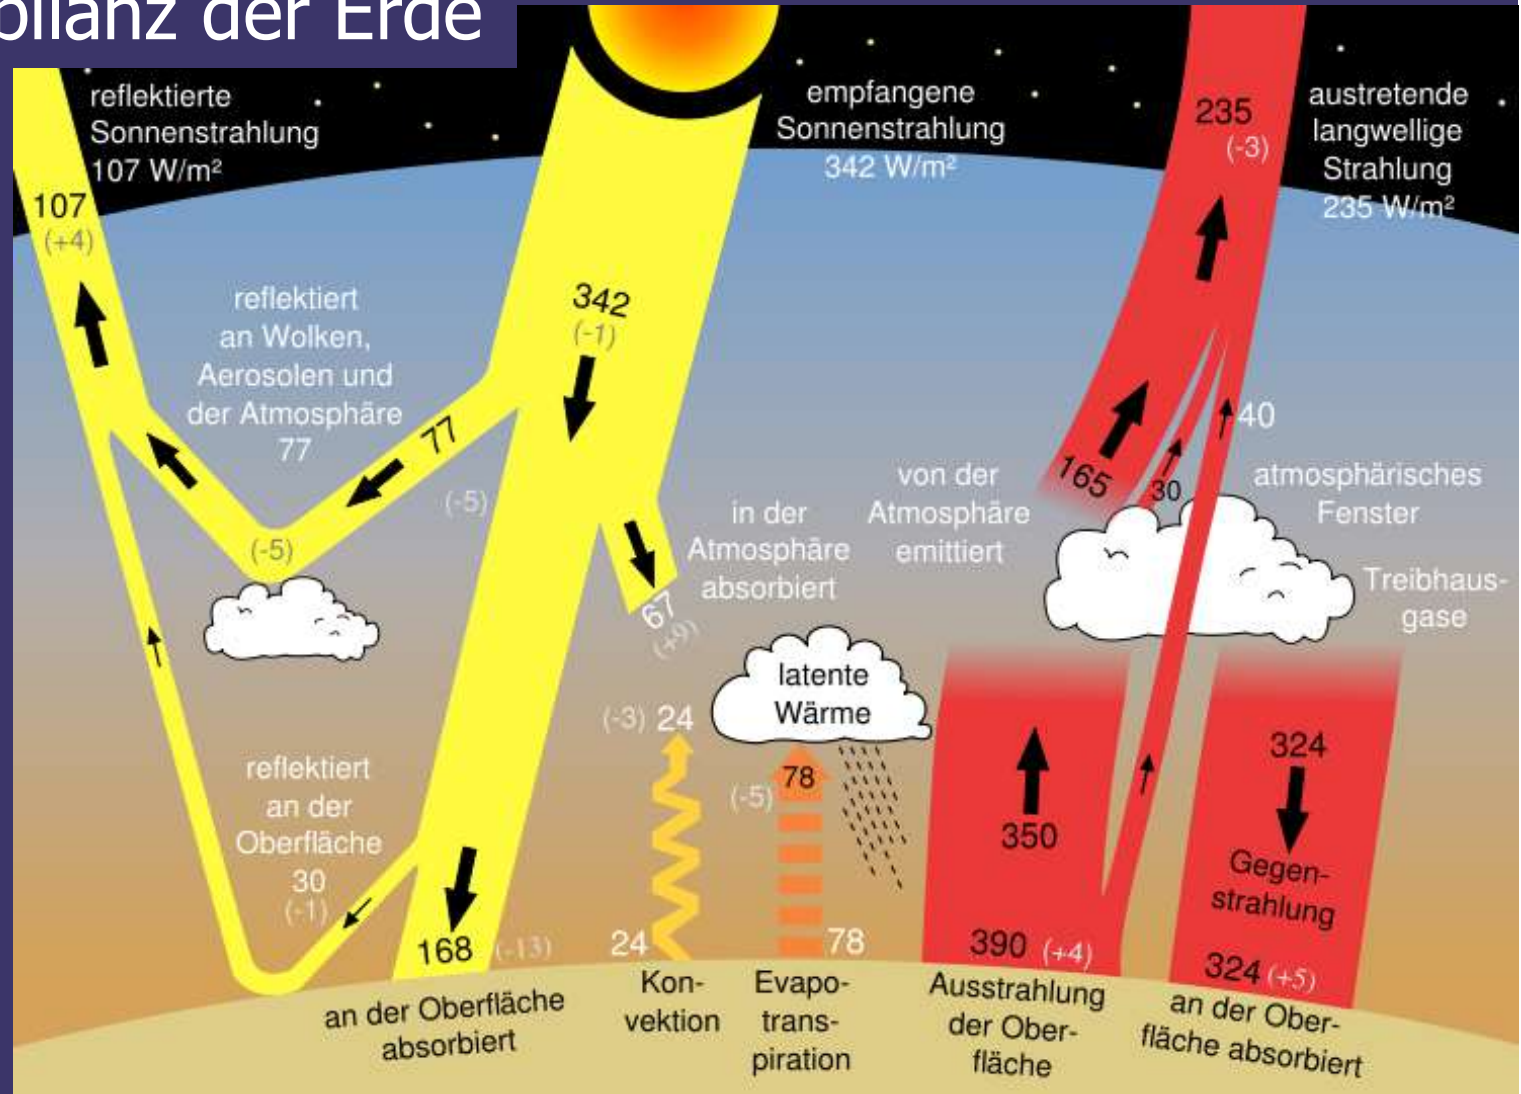 bilanz der Erde
reflektierte
Sonnenstrahlung
107 W/m²
empfangene
Sonnenstrahlung
342 W/m²
235
(-3)
austretende
langwellige
Strahlung
235 W/m²
107
(+4)
reflektiert
an Wolken,
Aerosolen und
der Atmosphäre
77
77
(-5)
(-5)
342
(-1)
in der
Atmosphäre
absorbiert
67
(+9)
von der
Atmosphäre
emittiert
165
30
40
atmosphärisches
Fenster
Treibhaus-
gase
reflektiert
an der
Oberfläche
30
(-1)
168 (-13)
an der Oberfläche
absorbiert
(-3) 24
24
Kon-
vektion
latente
Wärme
78
(-5)
78
Evapo-
trans-
piration
350
390 (+4)
Ausstrahlung
der Ober-
fläche
324
Gegen-
strahlung
324 (+5)
an der Ober-
fläche absorbiert